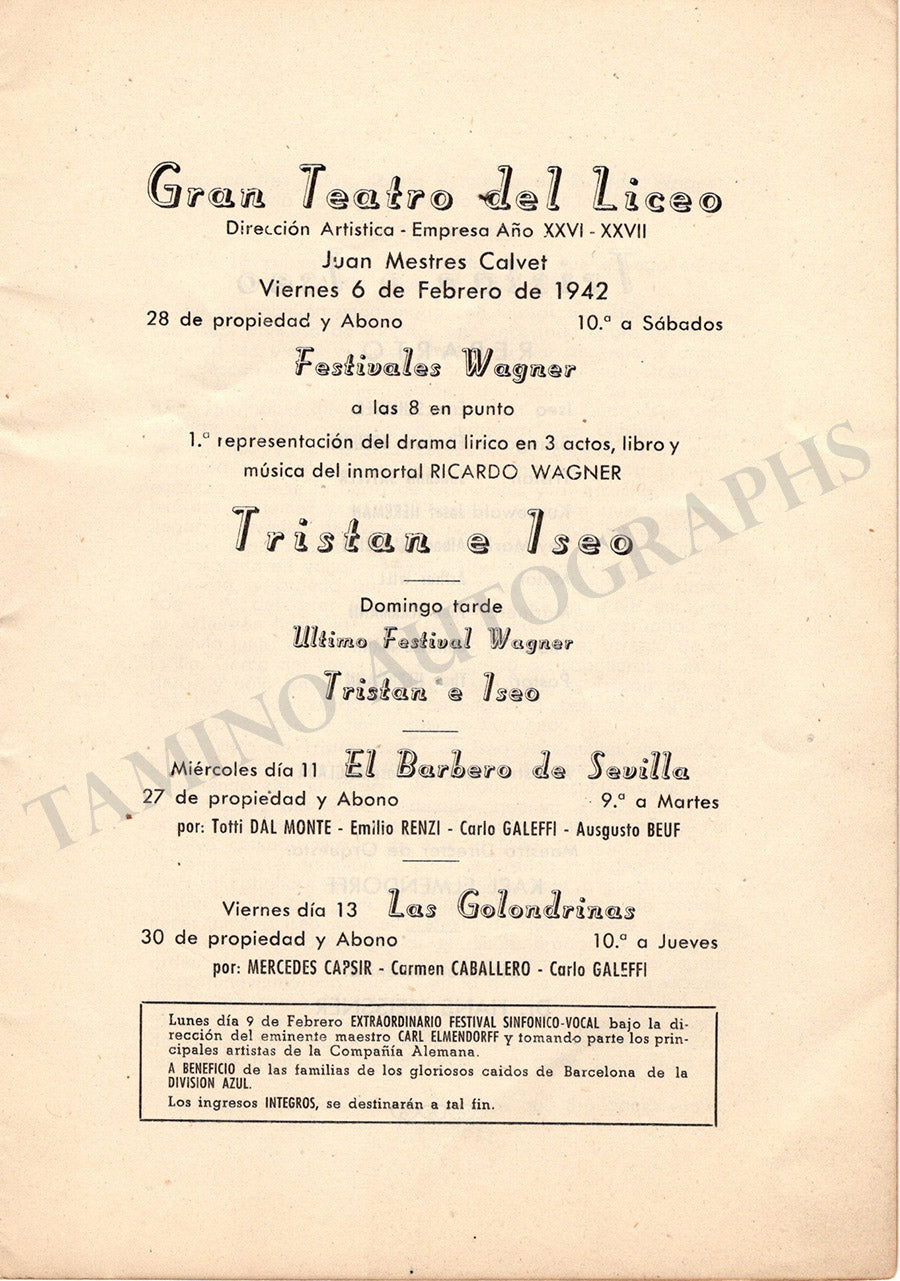 Gran Teatro del Liceo
Dirección Artistica - Empresa Año XXVI - XXVII
Juan Mestres Calvet
Viernes 6 de Febrero de 1942
28 de propiedad y Abono 10.ª a Sábados
Festivales Wagner
a las 8 en punto
1.ª representación del drama lirico en 3 actos, libro y
música del inmortal RICARDO WAGNER
Tristan e Iseo
Domingo tarde
Ultimo Festival Wagner
Tristan e Iseo
Miércoles día 11 El Barbero de Sevilla
27 de propiedad y Abono 9.ª a Martes
por: Totti DAL MONTE - Emilio RENZI - Carlo GALEFFI - Ausgusto BEUF
Viernes día 13 Las Golondrinas
30 de propiedad y Abono 10.ª a Jueves
por: MERCEDES CAPSIR - Carmen CABALLERO - Carlo GALEFFI
Lunes día 9 de Febrero EXTRAORDINARIO FESTIVAL SINFONICO-VOCAL bajo la di-
rección del eminente maestro CARL ELMENDORFF y tomando parte los prin-
cipales artistas de la Compañía Alemana.
A BENEFICIO de las familias de los gloriosos caidos de Barcelona de la
DIVISION AZUL.
Los ingresos INTEGROS, se destinarán a tal fin.
TAMINO AUTOGRAPHS